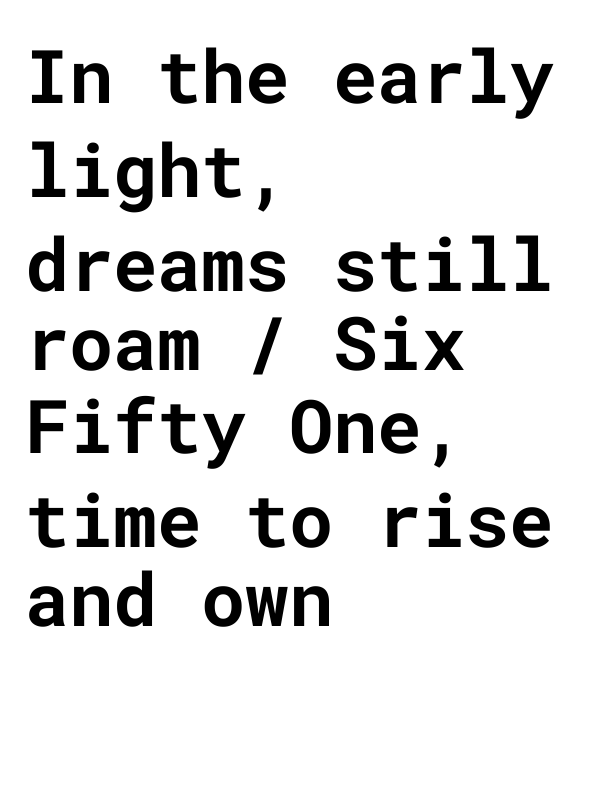 In the early
light,
dreams still
roam / Six
Fifty One,
time to rise
and own